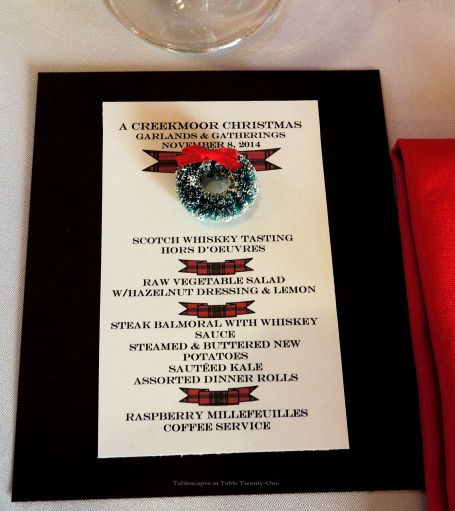 A CREEKMOOR CHRISTMAS
GARLANDS & GATHERINGS
NOVEMBER 8, 2014
SCOTCH WHISKEY TASTING
HORS D'OEUVRES
RAW VEGETABLE SALAD
W/HAZELNUT DRESSING & LEMON
STEAK BALMORAL WITH WHISKEY
SAUCE
STEAMED & BUTTERED NEW
POTATOES
SAUTÉED KALE
ASSORTED DINNER ROLLS
RASPBERRY MILLEFEUILLES
COFFEE SERVICE
Tablescapes at Table Twenty-One